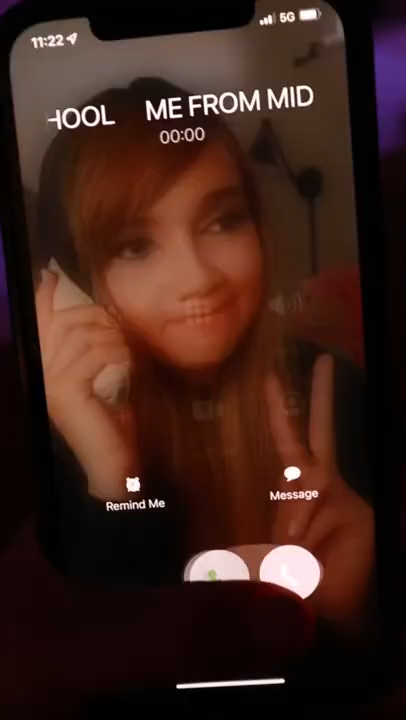 11:22 5G
HOOL ME FROM MID
00:00
Remind Me
Message